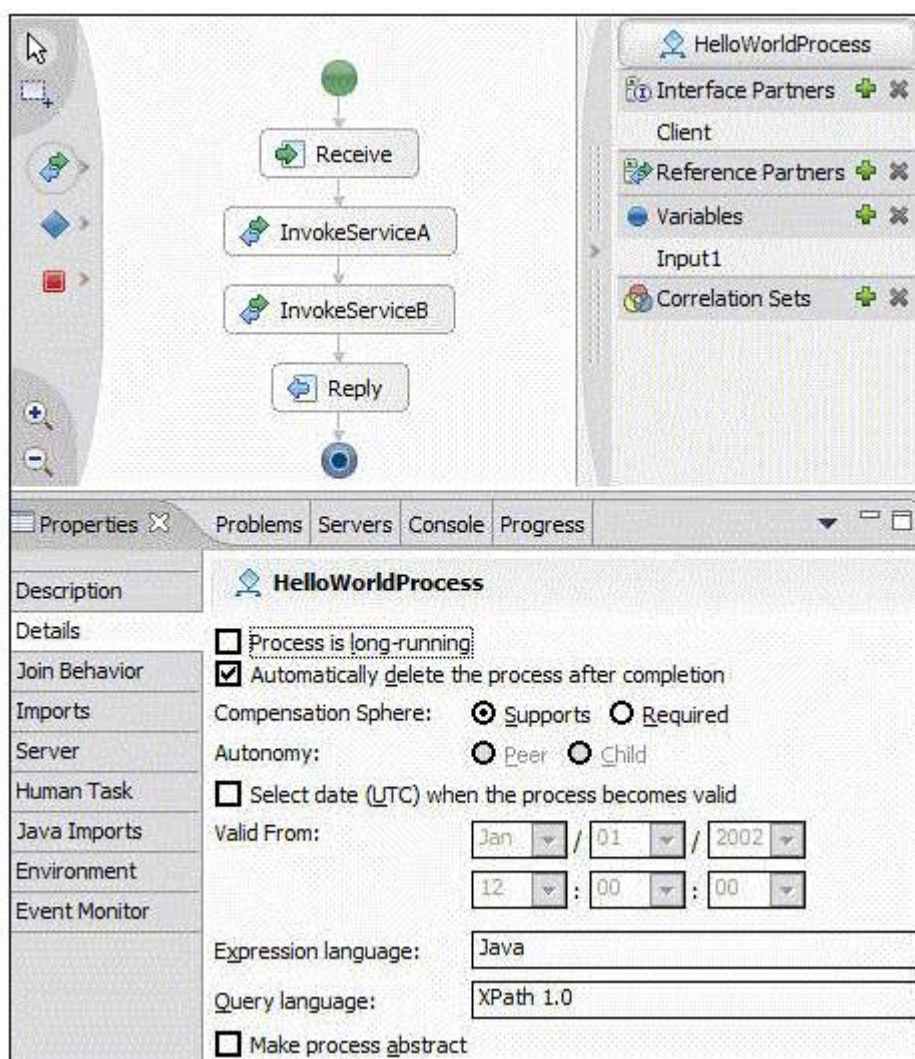 HelloWorldProcess
Interface Partners
Client
Reference Partners
Variables
Input1
Correlation Sets
Receive
InvokeServiceA
InvokeServiceB
Reply
Properties Problems Servers Console Progress
Description
Details
Join Behavior
Imports
Server
Human Task
Java Imports
Environment
Event Monitor
HelloWorldProcess
Process is long-running
Automatically delete the process after completion
Compensation Sphere: Supports Required
Autonomy: Peer Child
Select date (UTC) when the process becomes valid
Valid From: Jan / 01 / 2002
12 : 00 : 00
Expression language: Java
Query language: XPath 1.0
Make process abstract